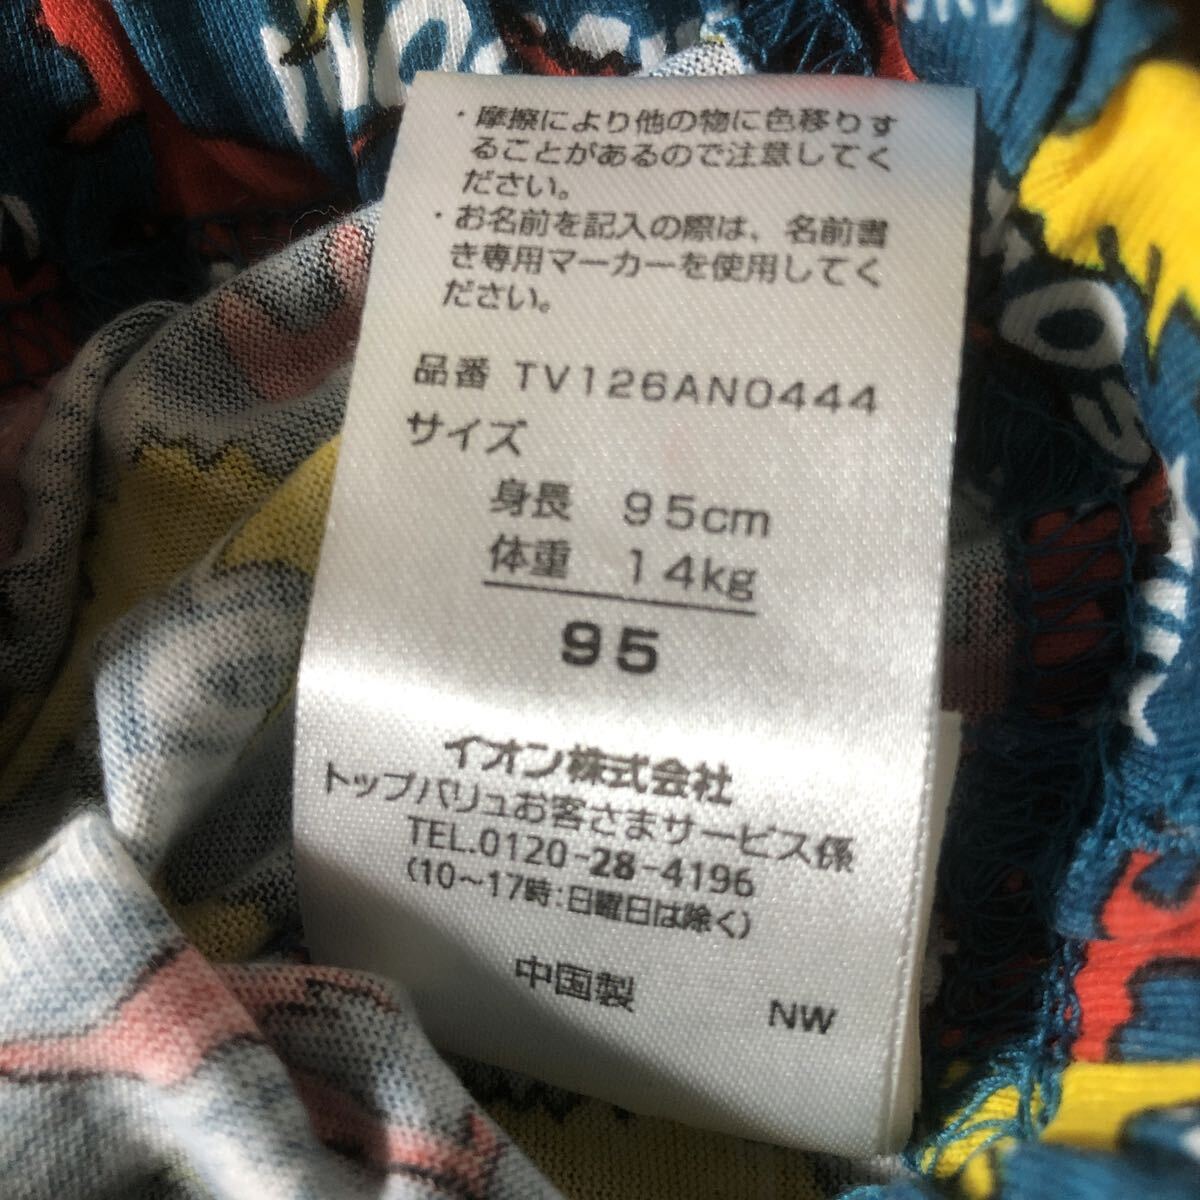 ・摩擦により他の物に色移りす
ることがあるので注意してく
ださい。
・お名前を記入の際は、名前書
き専用マーカーを使用してく
ださい。
品番 TV126AN0444
サイズ
身長 95cm
体重 14kg
95
イオン株式会社
トップバリュお客さまサービス係
TEL.0120-28-4196
(10〜17時:日曜日は除く)
中国製 NW